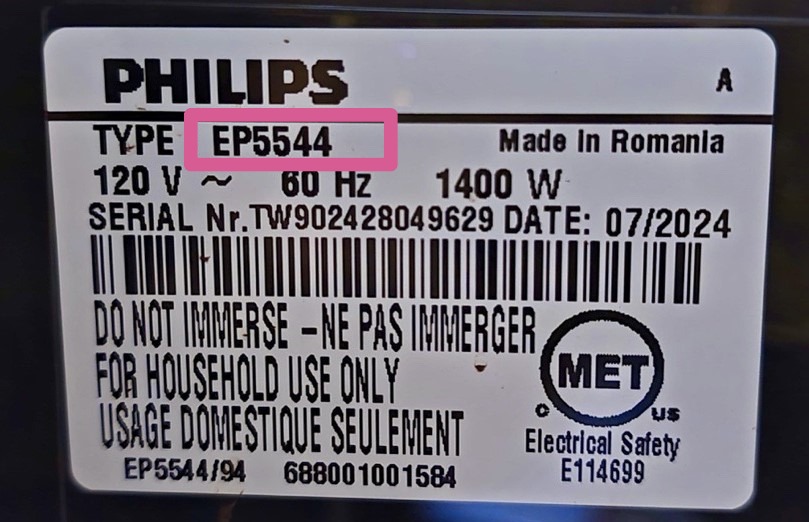 PHILIPS A
TYPE EP5544 Made in Romania
120 V ~ 60 Hz 1400 W
SERIAL Nr.TW902428049629 DATE: 07/2024
DO NOT IMMERSE –NE PAS IMMERGER
FOR HOUSEHOLD USE ONLY
USAGE DOMESTIQUE SEULEMENT
EP5544/94 688001001584
MET
C US
Electrical Safety
E114699